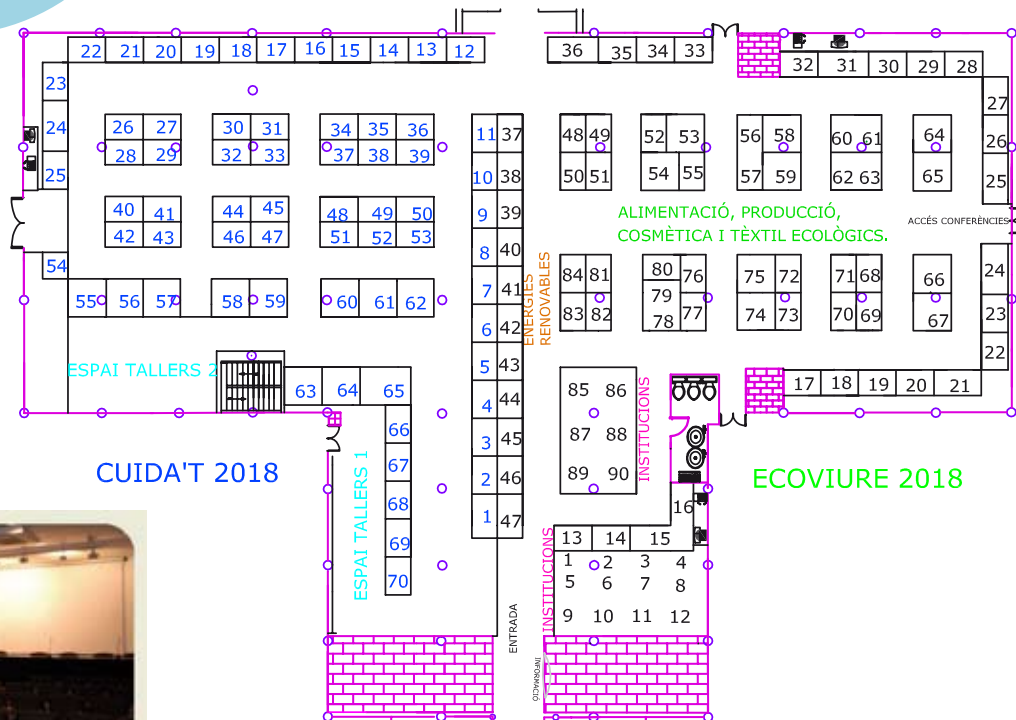 22 21 20 19 18 17 16 15 14 13 12
36 35 34 33
32 31 30 29 28
23
24
25
27
26
25
26 27 30 31 34 35 36
28 29 32 33 37 38 39
11 37
10 38
9 39
8 40
7 41
6 42
5 43
4 44
3 45
2 46
1 47
48 49 52 53 56 58 60 61 64
50 51 54 55 57 59 62 63 65
40 41 44 45 48 49 50
42 43 46 47 51 52 53
ALIMENTACIÓ, PRODUCCIÓ,
COSMÈTICA I TÈXTIL ECOLÒGICS.
ACCÉS CONFERÈNCIES
54
55 56 57 58 59 60 61 62
ENERGIES
RENOVABLES
84 81 80 76 75 72 71 68 66
83 82 79 78 77 74 73 70 69 67
24
23
22
ESPAI TALLERS 2
63 64 65
66
67
68
69
70
ESPAI TALLERS 1
85 86
87 88
89 90
INSTITUCIONS
17 18 19 20 21
CUIDA'T 2018
ECOVIURE 2018
16
13 14 15
1 2 3 4
5 6 7 8
9 10 11 12
INSTITUCIONS
ENTRADA
INFORMACIÓ